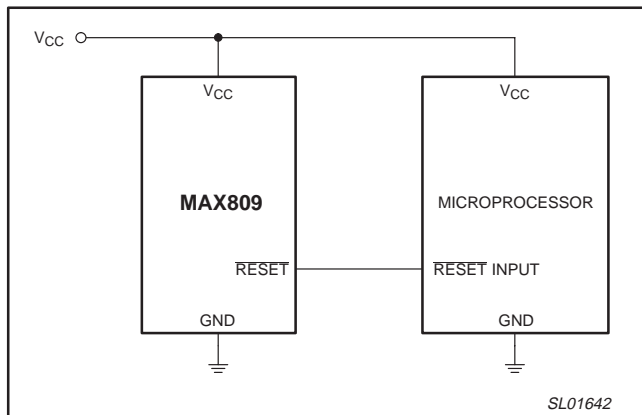 VCC
VCC
VCC
MAX809
MICROPROCESSOR
RESET
RESET INPUT
GND
GND
SL01642